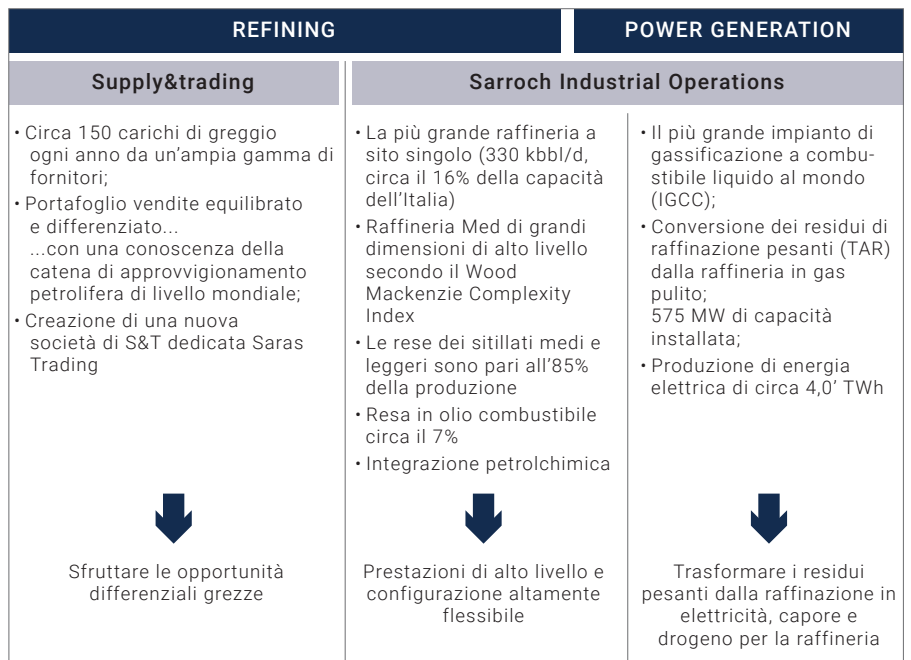 REFINING
POWER GENERATION
Supply&trading
Sarroch Industrial Operations
• Circa 150 carichi di greggio
ogni anno da un'ampia gamma di
fornitori;
• Portafoglio vendite equilibrato
e differenziato...
...con una conoscenza della
catena di approvvigionamento
petrolifera di livello mondiale;
• Creazione di una nuova
società di S&T dedicata Saras
Trading
• La più grande raffineria a
sito singolo (330 kbbl/d,
circa il 16% della capacità
dell'Italia)
• Raffineria Med di grandi
dimensioni di alto livello
secondo il Wood
Mackenzie Complexity
Index
• Le rese dei sitillati medi e
leggeri sono pari all'85%
della produzione
• Resa in olio combustibile
circa il 7%
• Integrazione petrolchimica
• Il più grande impianto di
gassificazione a combu-
stibile liquido al mondo
(IGCC);
• Conversione dei residui di
raffinazione pesanti (TAR)
dalla raffineria in gas
pulito;
575 MW di capacità
installata;
• Produzione di energia
elettrica di circa 4,0' TWh
Sfruttare le opportunità
differenziali grezze
Prestazioni di alto livello e
configurazione altamente
flessibile
Trasformare i residui
pesanti dalla raffinazione in
elettricità, capore e
drogeno per la raffineria